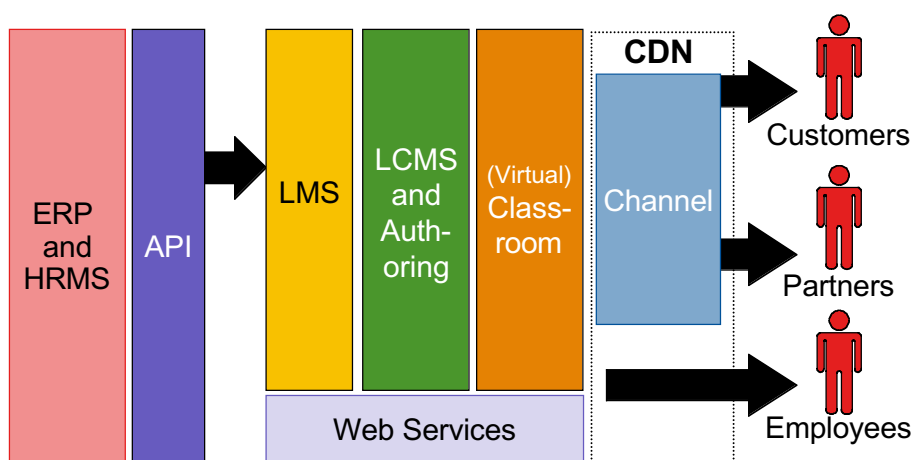 ERP
and
HRMS
API
LMS
LCMS
and
Auth-
oring
(Virtual)
Class-
room
Web Services
CDN
Channel
Customers
Partners
Employees